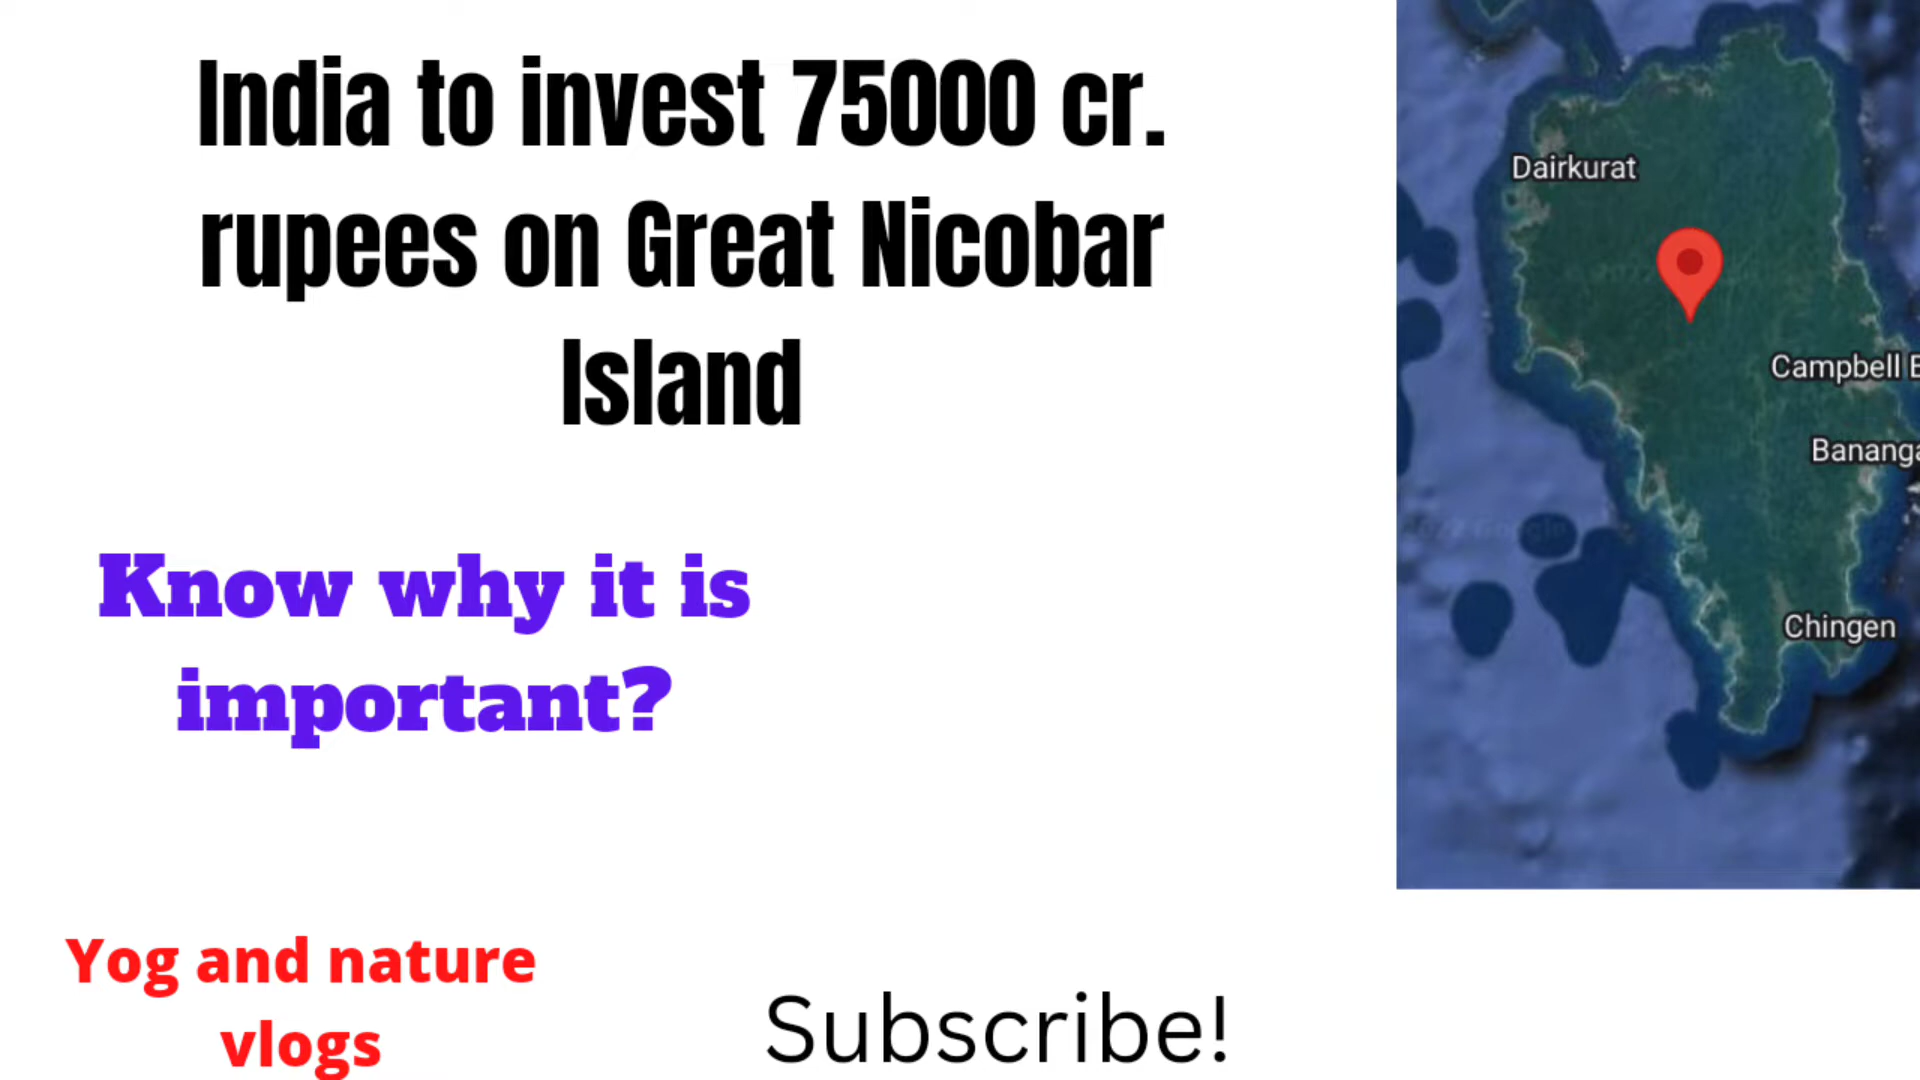 India to invest 75000 cr.
rupees on Great Nicobar
Island
Know why it is
important?
Yog and nature
vlogs
Subscribe!
Dairkurat
Campbell
Chingen